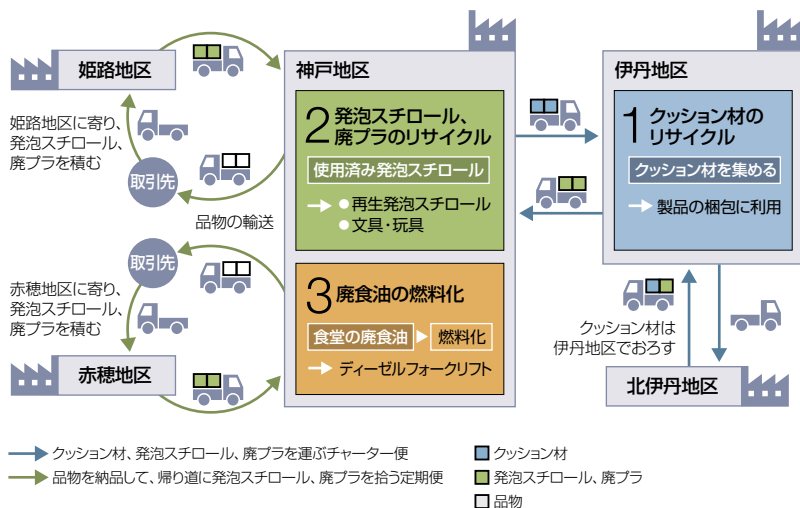 姫路地区
姫路地区に寄り、
発泡スチロール、
廃プラを積む
取引先
品物の輸送
取引先
赤穂地区に寄り、
発泡スチロール、
廃プラを積む
赤穂地区
神戸地区
2 発泡スチロール、
廃プラのリサイクル
使用済み発泡スチロール
●再生発泡スチロール
●文具・玩具
3 廃食油の燃料化
食堂の廃食油
燃料化
ディーゼルフォークリフト
伊丹地区
1 クッション材の
リサイクル
クッション材を集める
製品の梱包に利用
クッション材は
伊丹地区でおろす
北伊丹地区
クッション材、発泡スチロール、廃プラを運ぶチャーター便
品物を納品して、帰り道に発泡スチロール、廃プラを拾う定期便
クッション材
発泡スチロール、廃プラ
品物